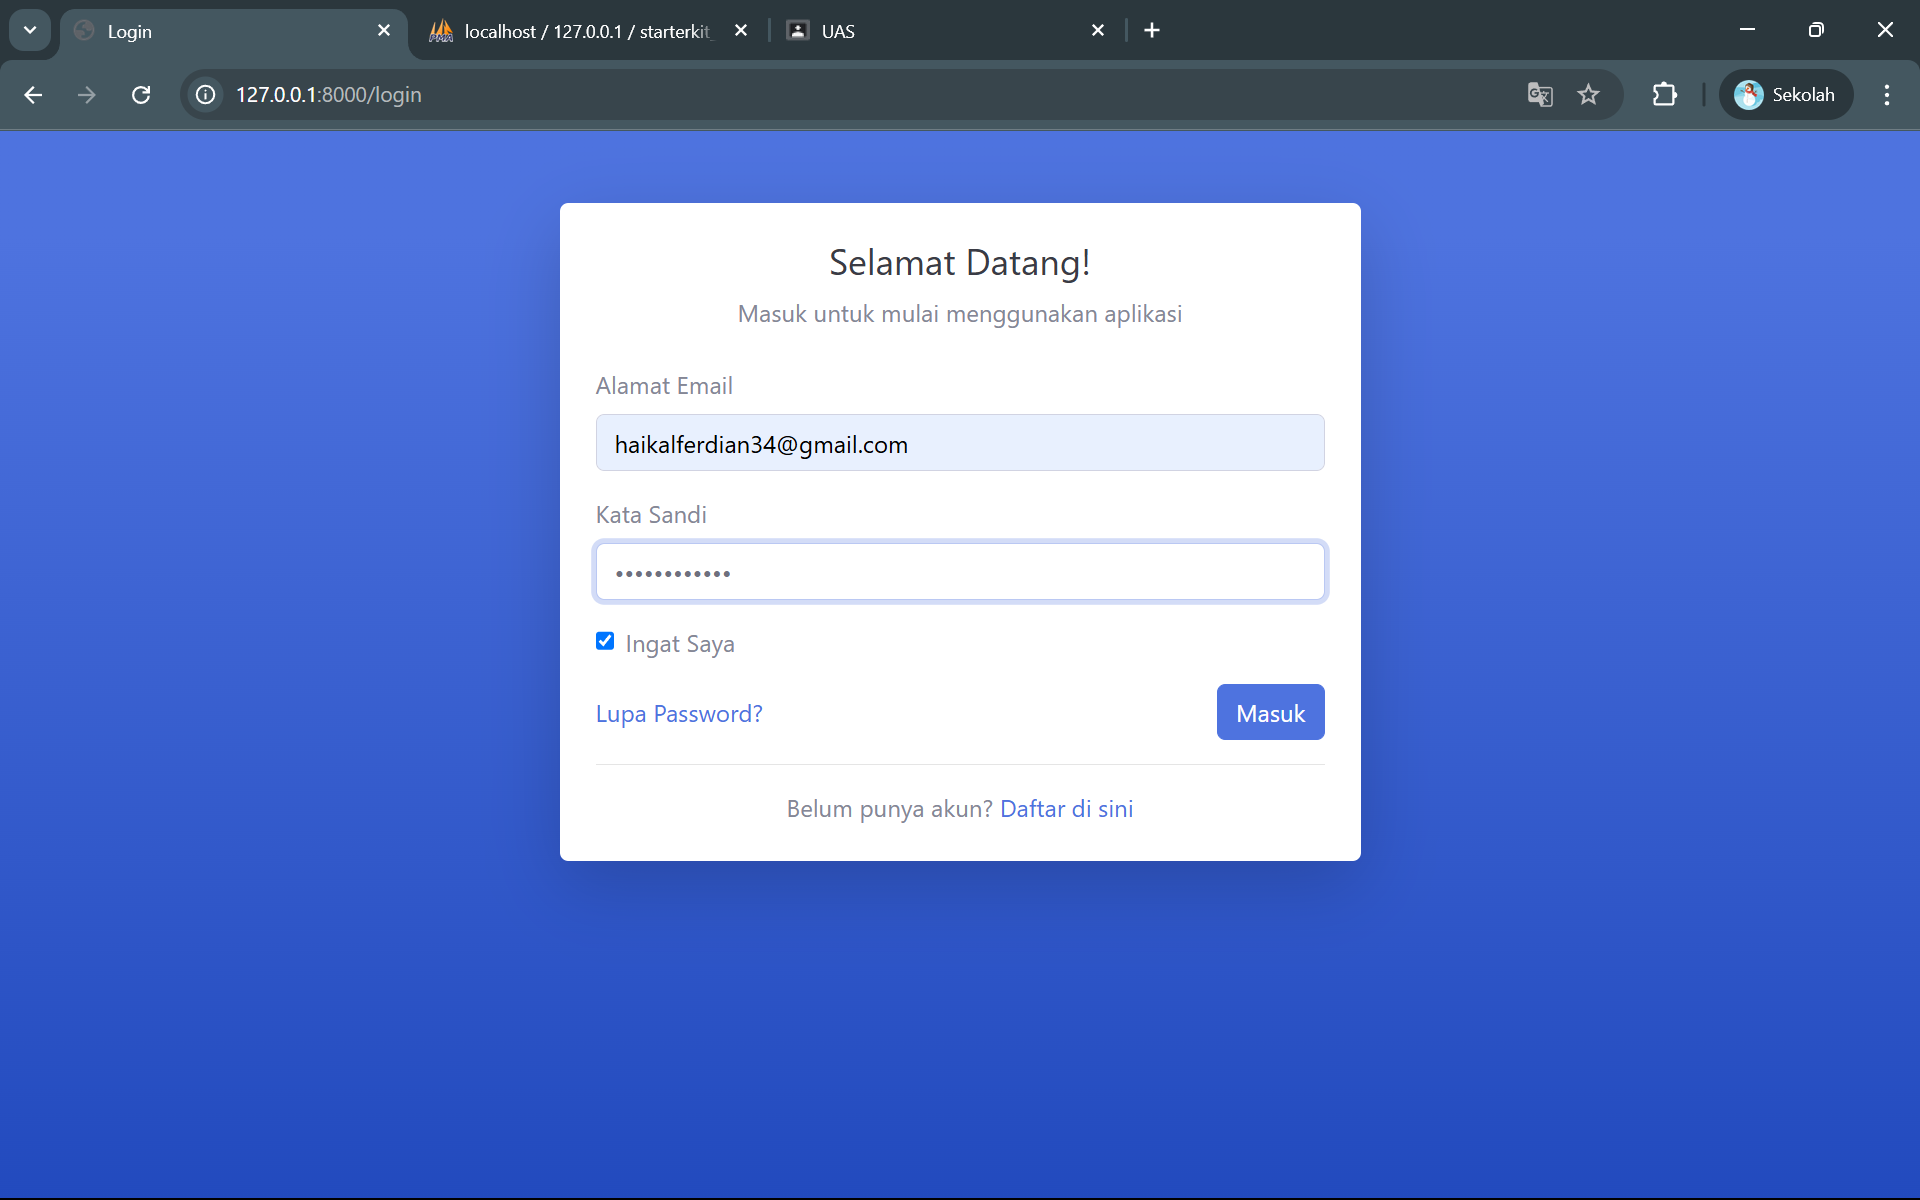 Login
localhost / 127.0.0.1 / starterkit_
UAS
127.0.0.1:8000/login
Sekolah
Selamat Datang!
Masuk untuk mulai menggunakan aplikasi
Alamat Email
haikalferdian34@gmail.com
Kata Sandi
••••••••••••
Ingat Saya
Lupa Password?
Masuk
Belum punya akun? Daftar di sini